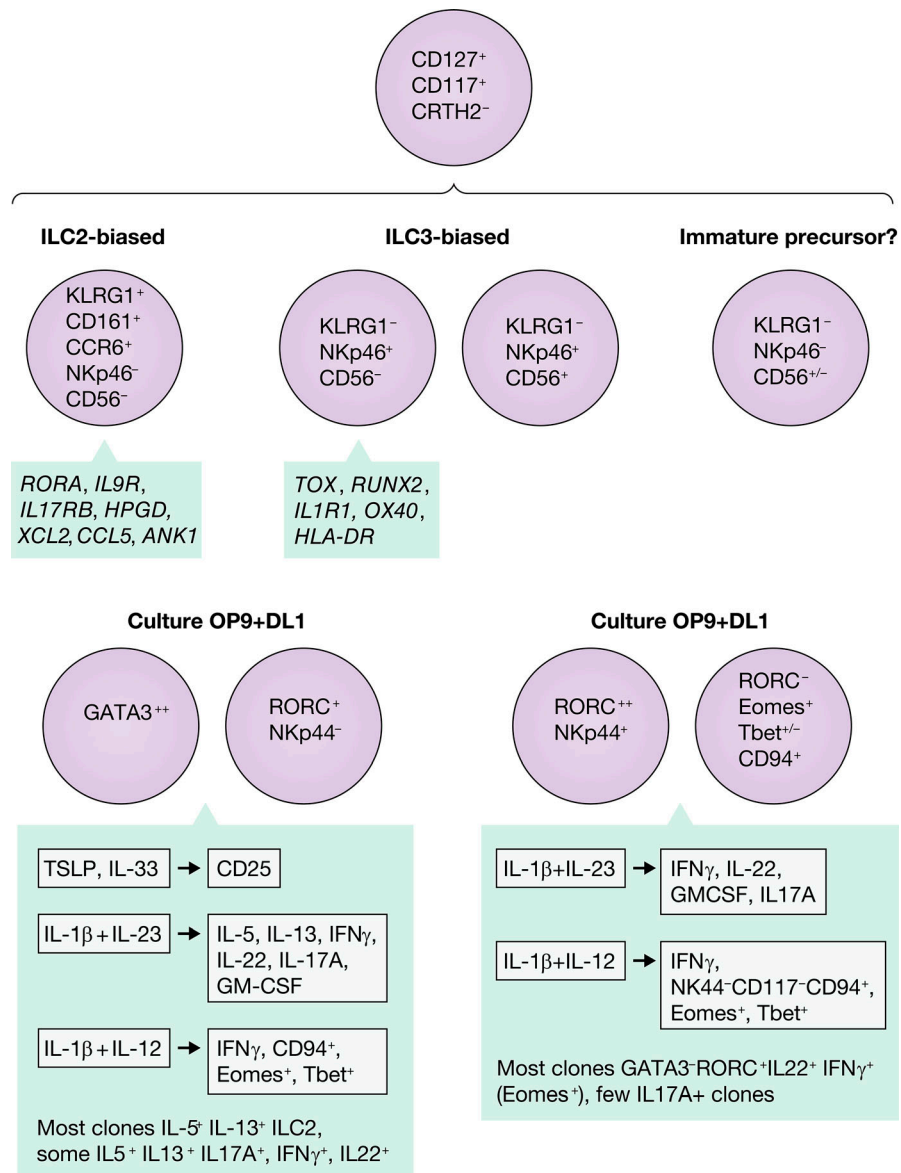 CD127⁺
CD117⁺
CRTH2⁻
ILC2-biased
KLRG1⁺
CD161⁺
CCR6⁺
NKp46⁻
CD56⁻
RORA, IL9R,
IL17RB, HPGD,
XCL2, CCL5, ANK1
ILC3-biased
KLRG1⁻
NKp46⁺
CD56⁻
KLRG1⁻
NKp46⁺
CD56⁺
TOX, RUNX2,
IL1R1, OX40,
HLA-DR
Immature precursor?
KLRG1⁻
NKp46⁻
CD56⁺/⁻
Culture OP9+DL1
GATA3⁺⁺
RORC⁺
NKp44⁻
TSLP, IL-33
CD25
IL-1β+IL-23
IL-5, IL-13, IFNγ,
IL-22, IL-17A,
GM-CSF
IL-1β+IL-12
IFNγ, CD94⁺,
Eomes⁺, Tbet⁺
Most clones IL-5⁺ IL-13⁺ ILC2,
some IL5⁺ IL13⁺ IL17A⁺, IFNγ⁺, IL22⁺
Culture OP9+DL1
RORC⁺⁺
NKp44⁺
RORC⁻
Eomes⁺
Tbet⁺/⁻
CD94⁺
IL-1β+IL-23
IFNγ, IL-22,
GMCSF, IL17A
IL-1β+IL-12
IFNγ,
NK44⁻CD117⁻CD94⁺,
Eomes⁺, Tbet⁺
Most clones GATA3⁻RORC⁺IL22⁺ IFNγ⁺
(Eomes⁺), few IL17A+ clones